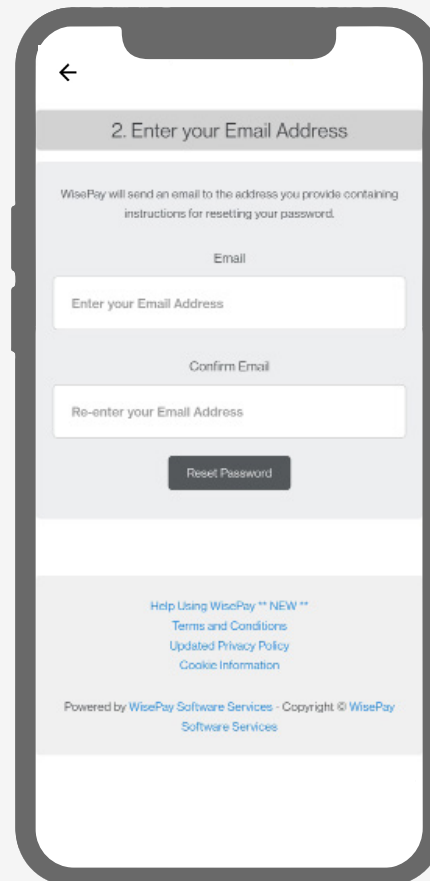 2. Enter your Email Address
WisePay will send an email to the address you provide containing
instructions for resetting your password.
Email
Enter your Email Address
Confirm Email
Re-enter your Email Address
Reset Password
Help Using WisePay ** NEW **
Terms and Conditions
Updated Privacy Policy
Cookie Information
Powered by WisePay Software Services - Copyright © WisePay
Software Services